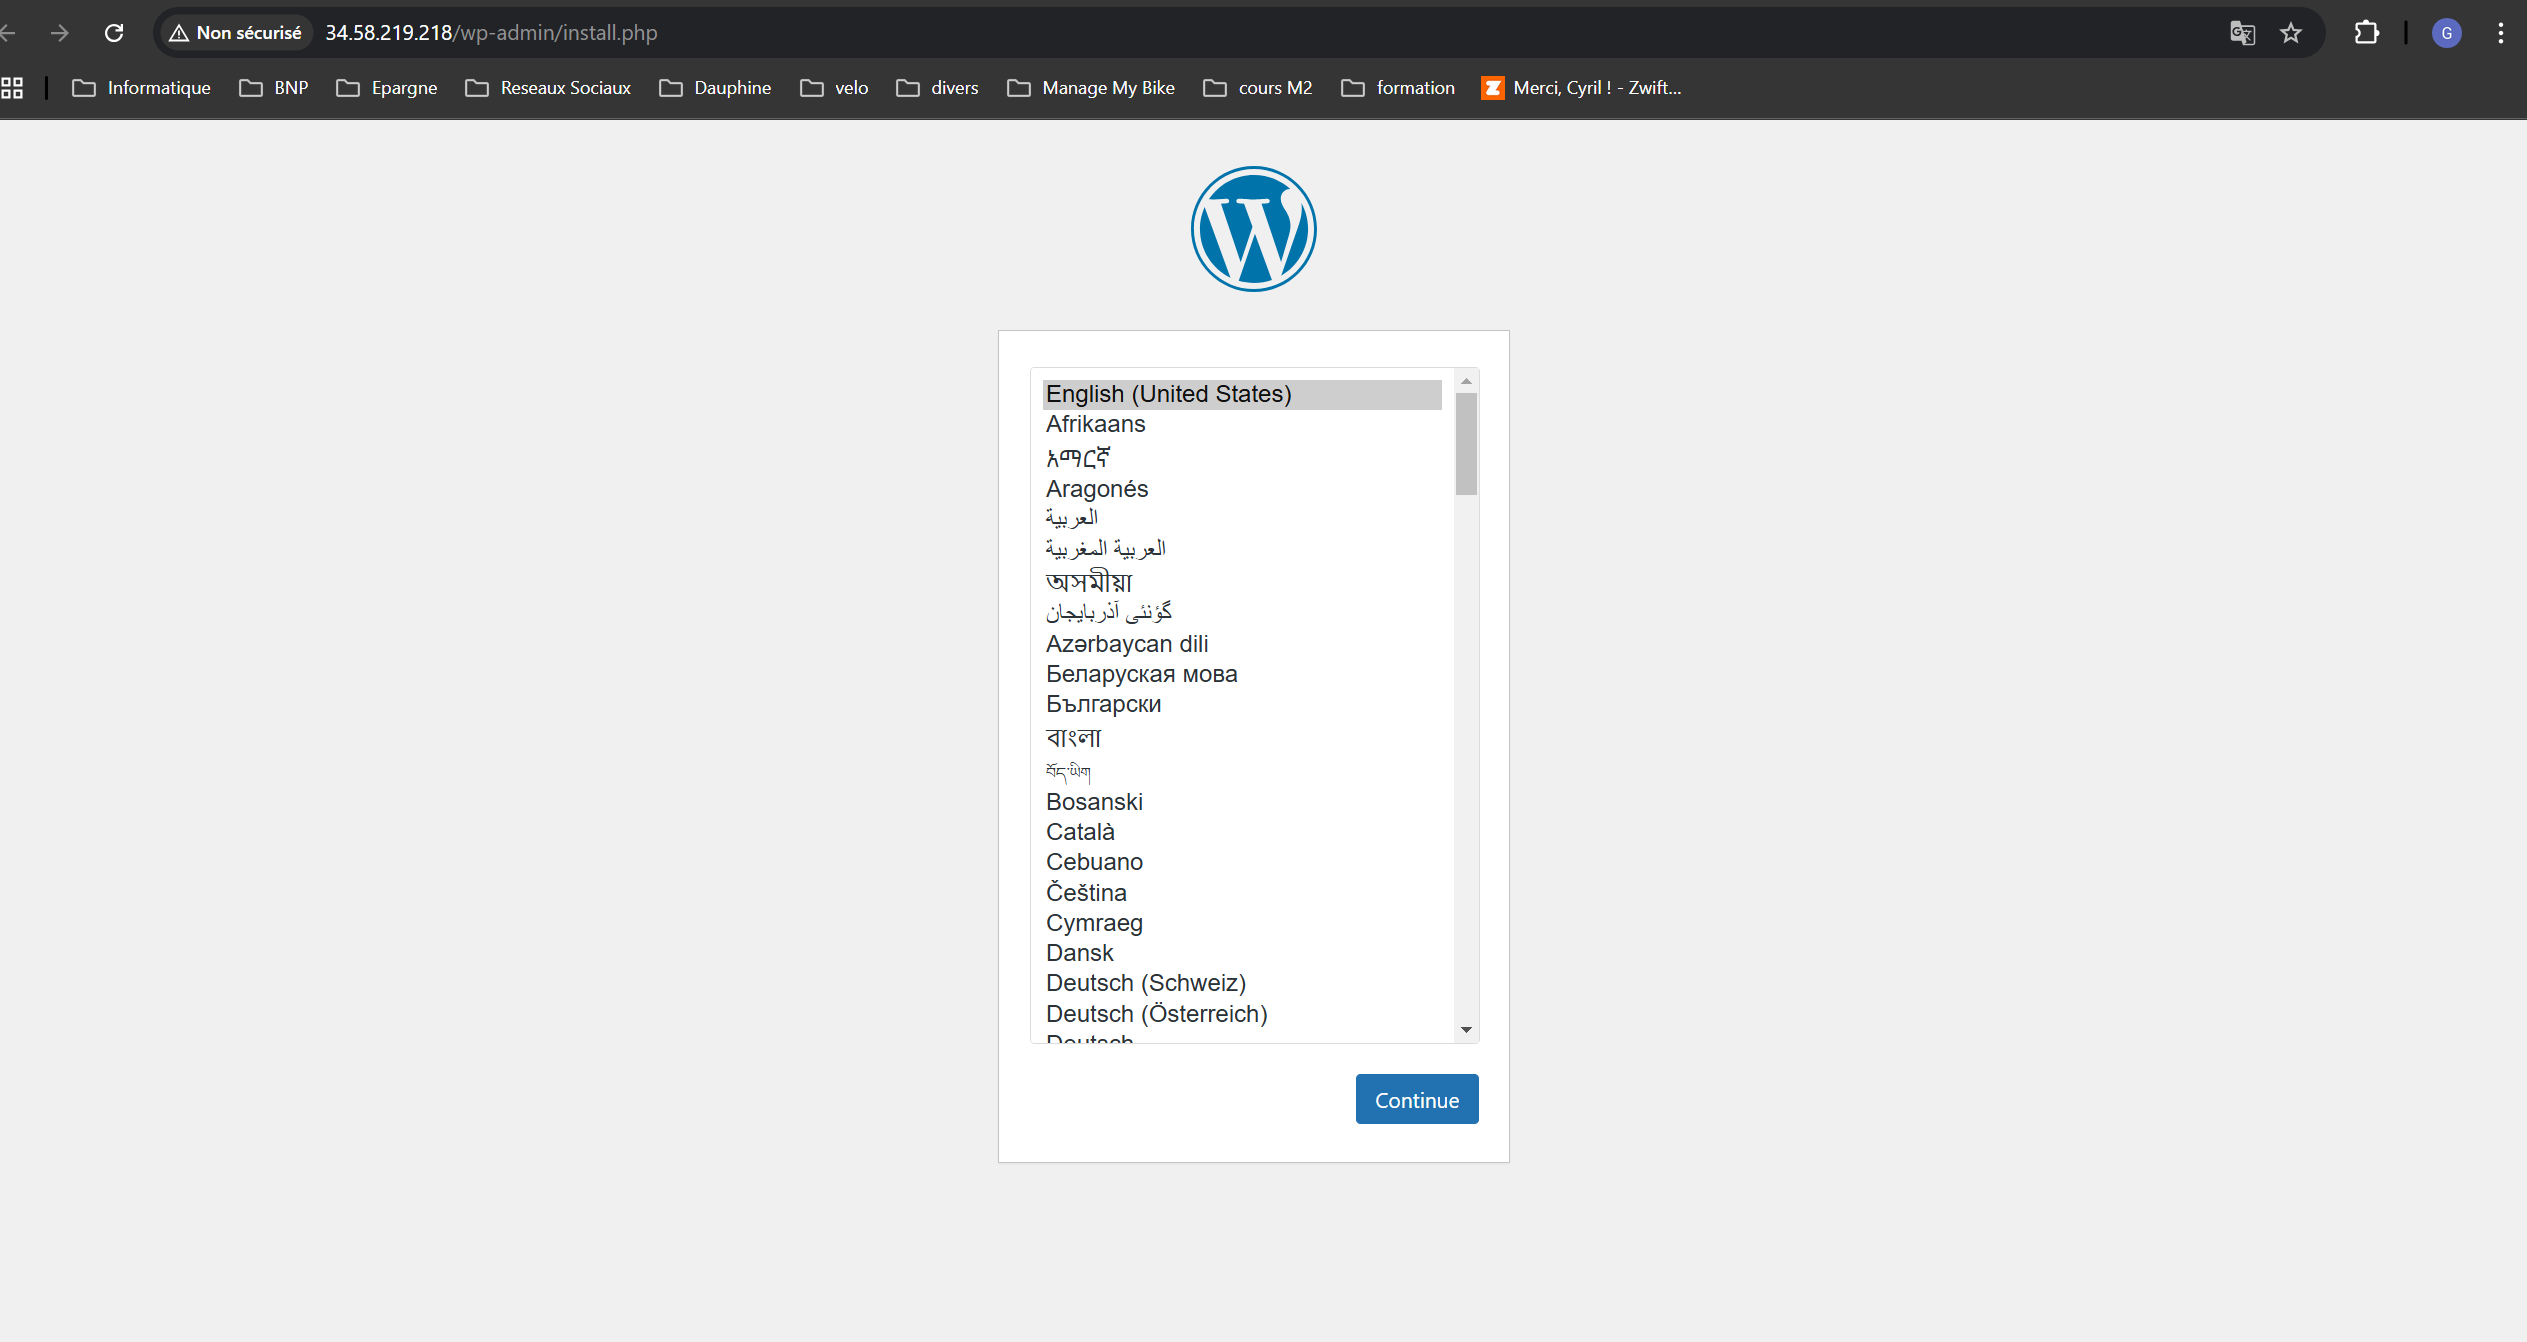 Non sécurisé 34.58.219.218/wp-admin/install.php G
Informatique BNP Epargne Reseaux Sociaux Dauphine velo divers Manage My Bike cours M2 formation Merci, Cyril ! - Zwift...
English (United States)
Afrikaans
አማርኛ
Aragonés
العربية
العربية المغربية
অসমীয়া
گؤنئی آذربایجان
Azərbaycan dili
Беларуская мова
Български
বাংলা
བོད་ཡིག
Bosanski
Català
Cebuano
Čeština
Cymraeg
Dansk
Deutsch (Schweiz)
Deutsch (Österreich)
Deutsch
Continue